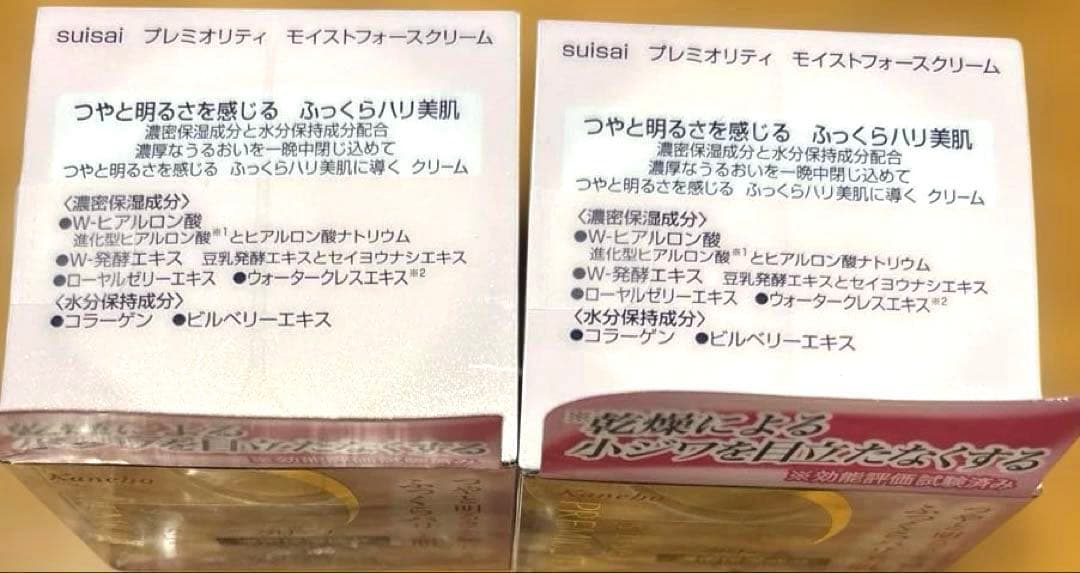 suisai プレミオリティ モイストフォースクリーム
つやと明るさを感じる ふっくらハリ美肌
濃密保湿成分と水分保持成分配合
濃厚なうるおいを一晩中閉じ込めて
つやと明るさを感じる ふっくらハリ美肌に導く クリーム
〈濃密保湿成分〉
●W-ヒアルロン酸
進化型ヒアルロン酸※1とヒアルロン酸ナトリウム
●W-発酵エキス 豆乳発酵エキスとセイヨウナシエキス
●ローヤルゼリーエキス ●ウォータークレスエキス※2
〈水分保持成分〉
●コラーゲン ●ビルベリーエキス
Kanebo
suisai プレミオリティ モイストフォースクリーム
つやと明るさを感じる ふっくらハリ美肌
濃密保湿成分と水分保持成分配合
濃厚なうるおいを一晩中閉じ込めて
つやと明るさを感じる ふっくらハリ美肌に導く クリーム
〈濃密保湿成分〉
●W-ヒアルロン酸
進化型ヒアルロン酸※1とヒアルロン酸ナトリウム
●W-発酵エキス 豆乳発酵エキスとセイヨウナシエキス
●ローヤルゼリーエキス ●ウォータークレスエキス※2
〈水分保持成分〉
●コラーゲン ●ビルベリーエキス
※乾燥による
小ジワを目立たなくする
※効能評価試験済み
Kanebo